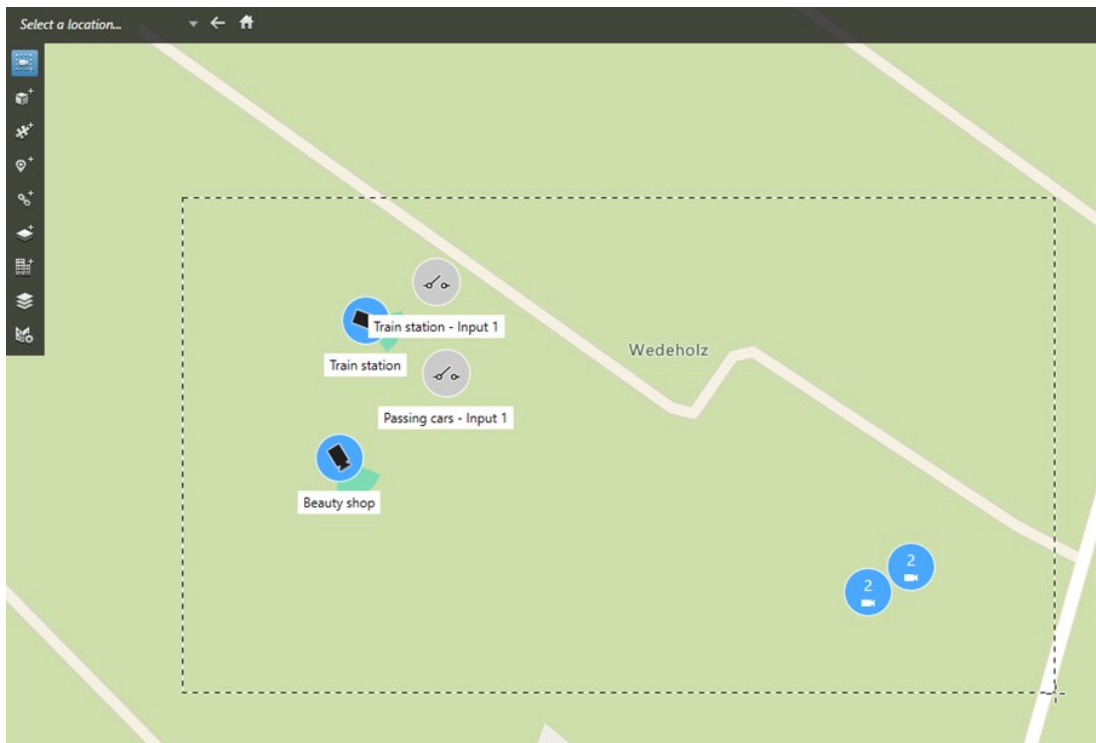 Select a location...
Train station - Input 1
Wedeholz
Train station
Passing cars - Input 1
Beauty shop
2
2